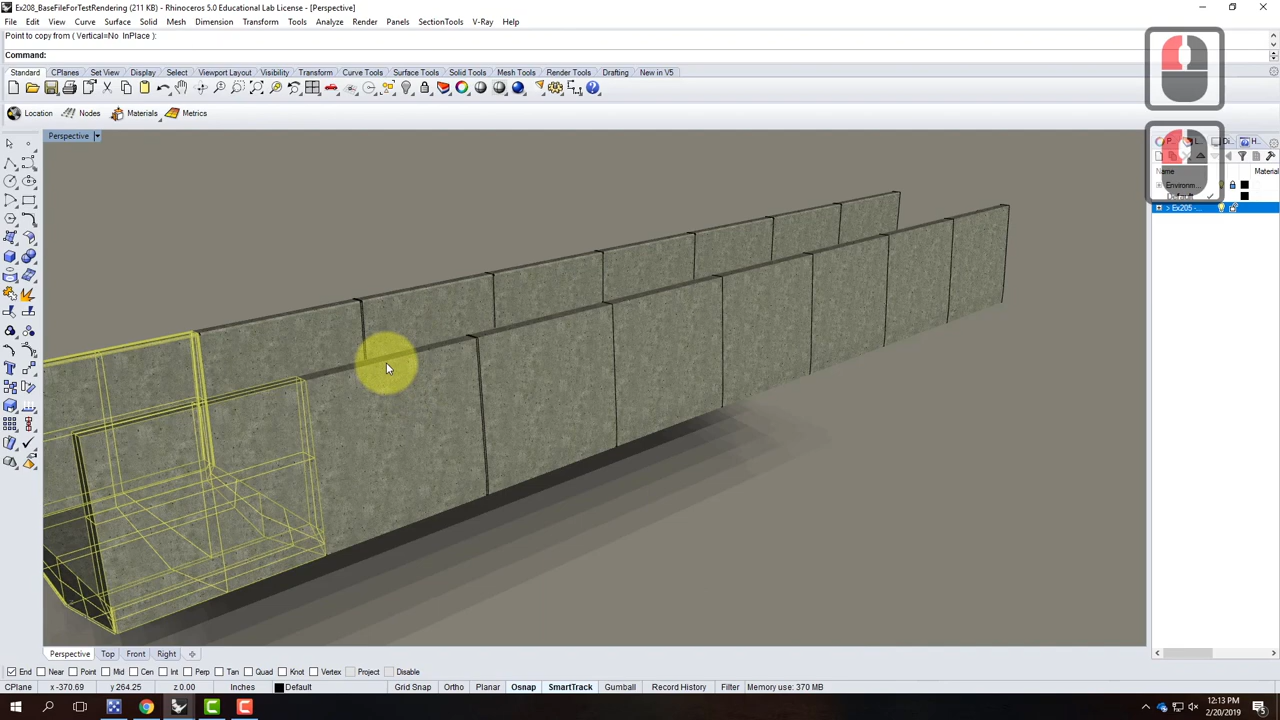 Ex208_BaseFileForTestRendering (211 KB) - Rhinoceros 5.0 Educational Lab License - [Perspective]
File Edit View Curve Surface Solid Mesh Dimension Transform Tools Analyze Render Panels SectionTools V-Ray Help
Point to copy from ( Vertical=No InPlace ):
Command:
Standard CPlanes Set View Display Select Viewport Layout Visibility Transform Curve Tools Surface Tools Solid Tools Mesh Tools Render Tools Drafting New in V5
Location Nodes Materials Metrics
Perspective
P... L... Di... H...
Name Material
Environm...
Default
> Ex205 -...
Perspective Top Front Right
End Near Point Mid Cen Int Perp Tan Quad Knot Vertex Project Disable
CPlane x -370.69 y 264.25 z 0.00 Inches Default Grid Snap Ortho Planar Osnap SmartTrack Gumball Record History Filter Memory use: 370 MB
12:13 PM
2/20/2019